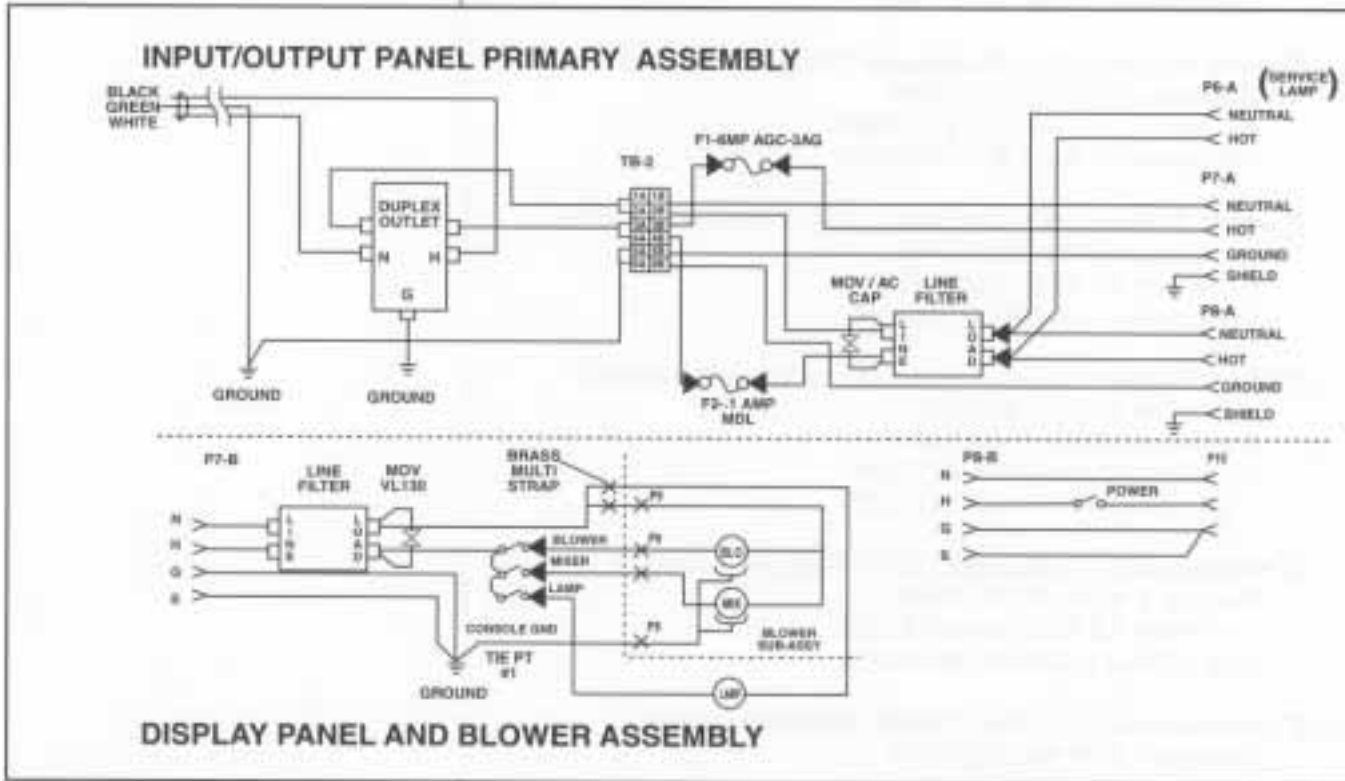 INPUT/OUTPUT PANEL PRIMARY ASSEMBLY
BLACK
GREEN
WHITE
P6-A
(SERVICE LAMP)
NEUTRAL
HOT
F1-6MP AGC-3AG
TB-2
P7-A
DUPLEX
OUTLET
N
H
G
NEUTRAL
HOT
GROUND
SHIELD
MOV / AC
CAP
LINE
FILTER
LINE
LOAD
P8-A
NEUTRAL
HOT
GROUND
SHIELD
GROUND
GROUND
F2-.1 AMP
MDL
P7-B
LINE
FILTER
MOV
VL130
BRASS
MULTI
STRAP
P8-B
N
H
G
POWER
N
LINE
LOAD
G
BLOWER
MIXER
LAMP
BLO
MIX
CONSOLE GND
TIE PT
#1
GROUND
BLOWER
SUB-ASSY
LAMP
DISPLAY PANEL AND BLOWER ASSEMBLY